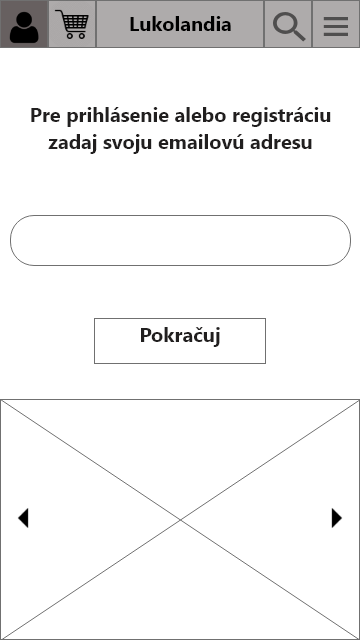 Lukolandia
Pre prihlásenie alebo registráciu
zadaj svoju emailovú adresu
Pokračuj